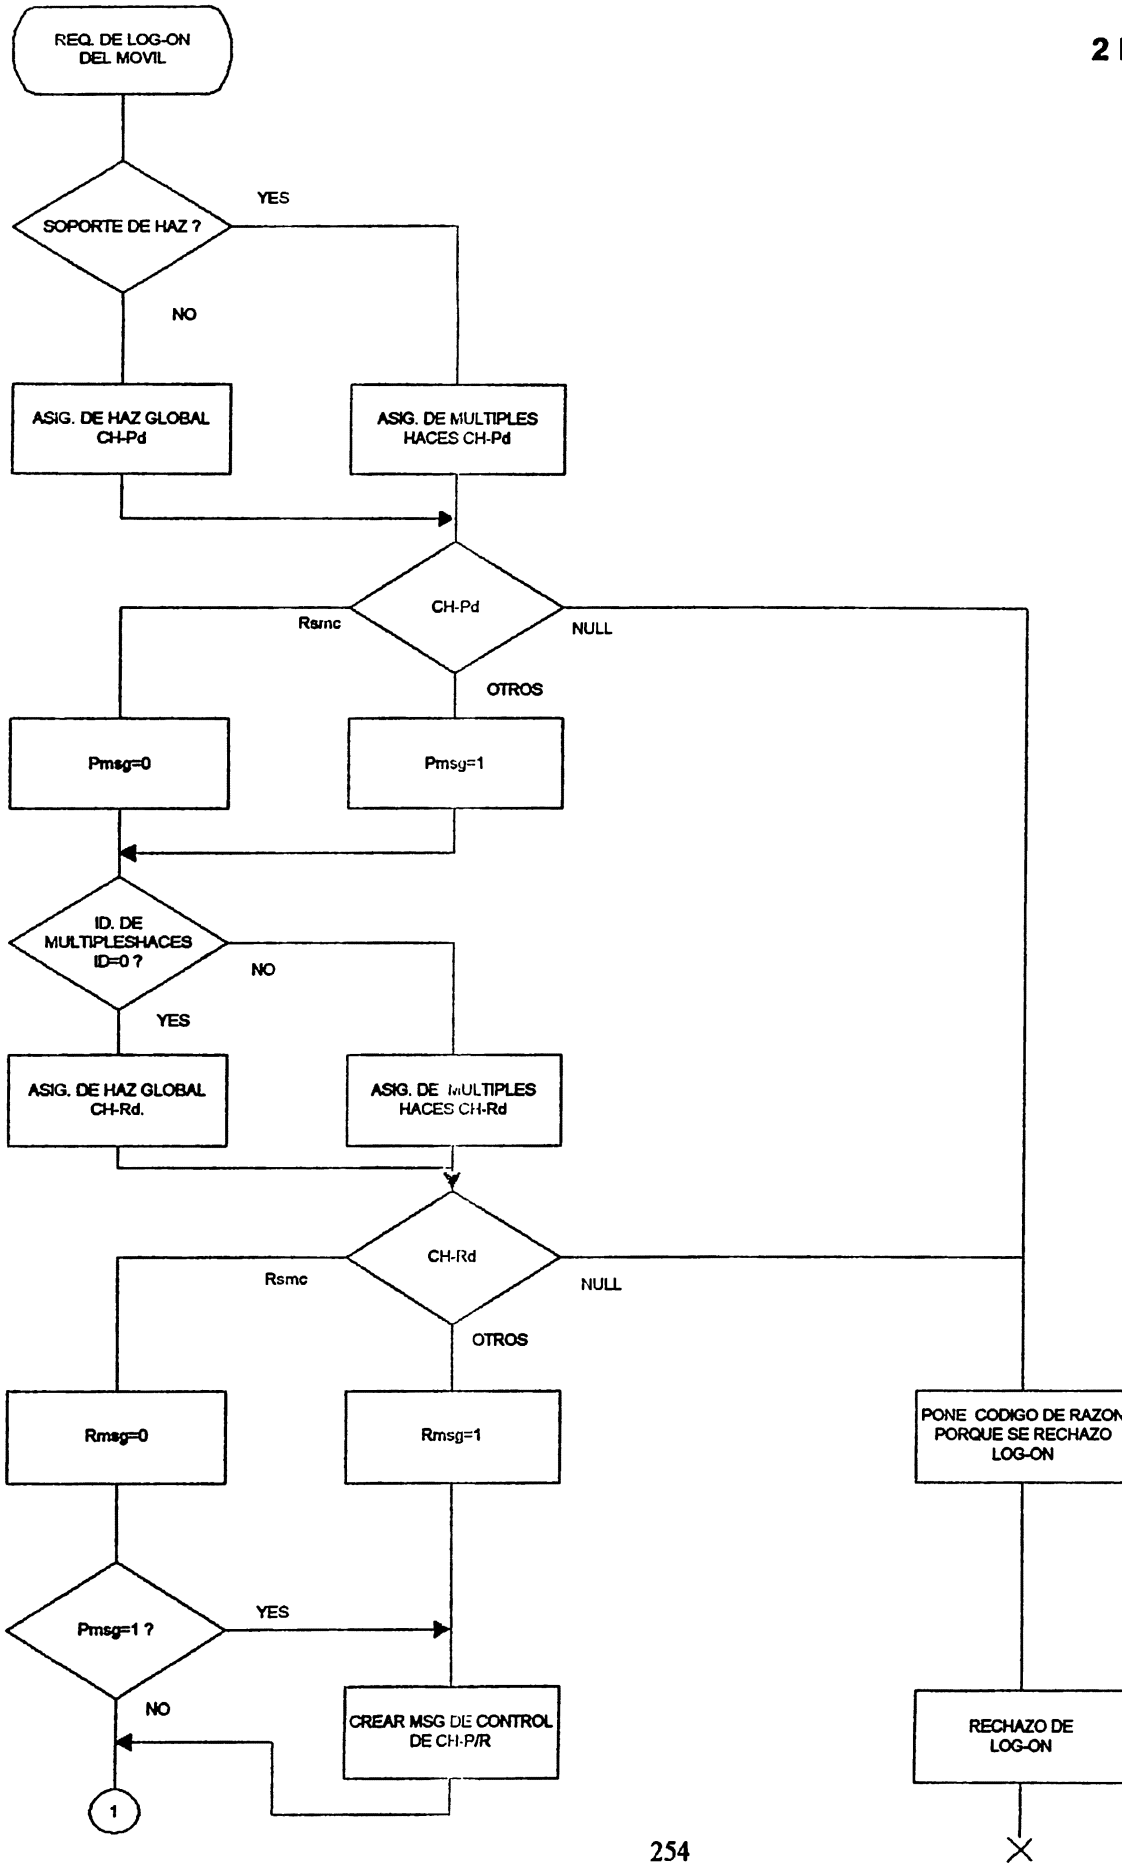 REQ. DE LOG-ON
DEL MOVIL
2
SOPORTE DE HAZ ?
YES
NO
ASIG. DE HAZ GLOBAL
CH-Pd
ASIG. DE MULTIPLES
HACES CH-Pd
CH-Pd
Rsmc
NULL
OTROS
Pmsg=0
Pmsg=1
ID. DE
MULTIPLESHACES
ID=0 ?
NO
YES
ASIG. DE HAZ GLOBAL
CH-Rd.
ASIG. DE MULTIPLES
HACES CH-Rd
CH-Rd
Rsmc
NULL
OTROS
Rmsg=0
Rmsg=1
PONE CODIGO DE RAZON
PORQUE SE RECHAZO
LOG-ON
Pmsg=1 ?
YES
NO
CREAR MSG DE CONTROL
DE CH-P/R
RECHAZO DE
LOG-ON
1
254